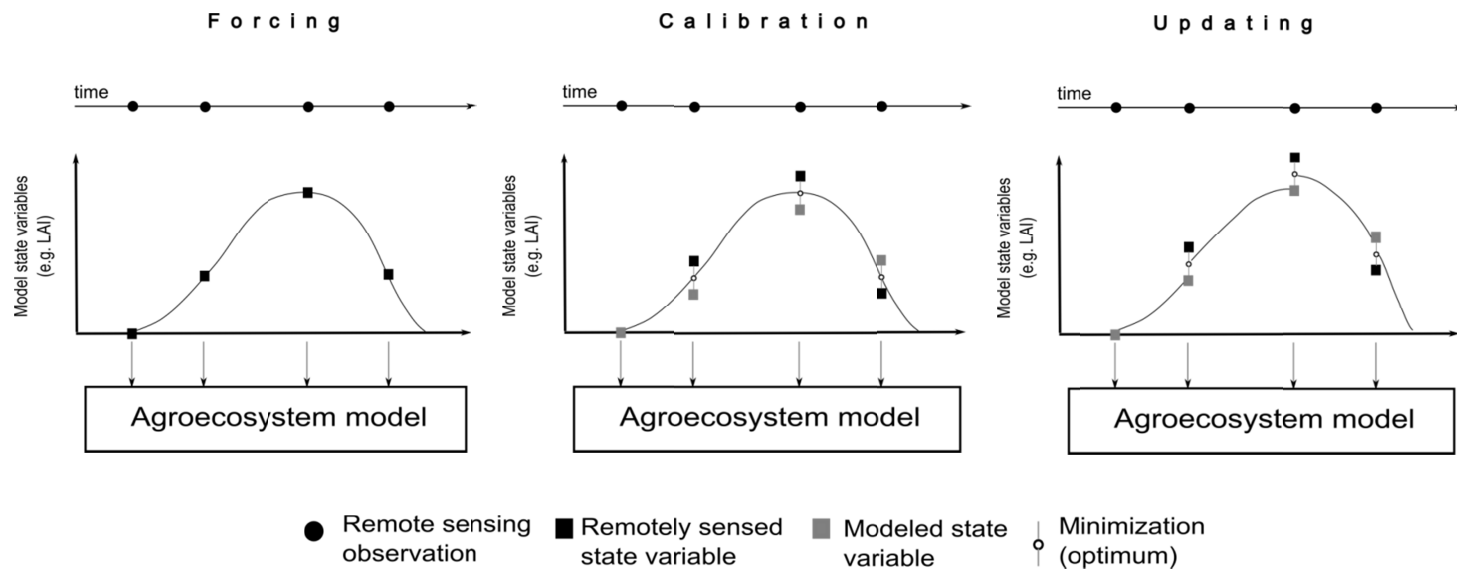 Forcing
Calibration
Updating
time
time
time
Model state variables
(e.g. LAI)
Model state variables
(e.g. LAI)
Model state variables
(e.g. LAI)
Agroecosystem model
Agroecosystem model
Agroecosystem model
Remote sensing
observation
Remotely sensed
state variable
Modeled state
variable
Minimization
(optimum)